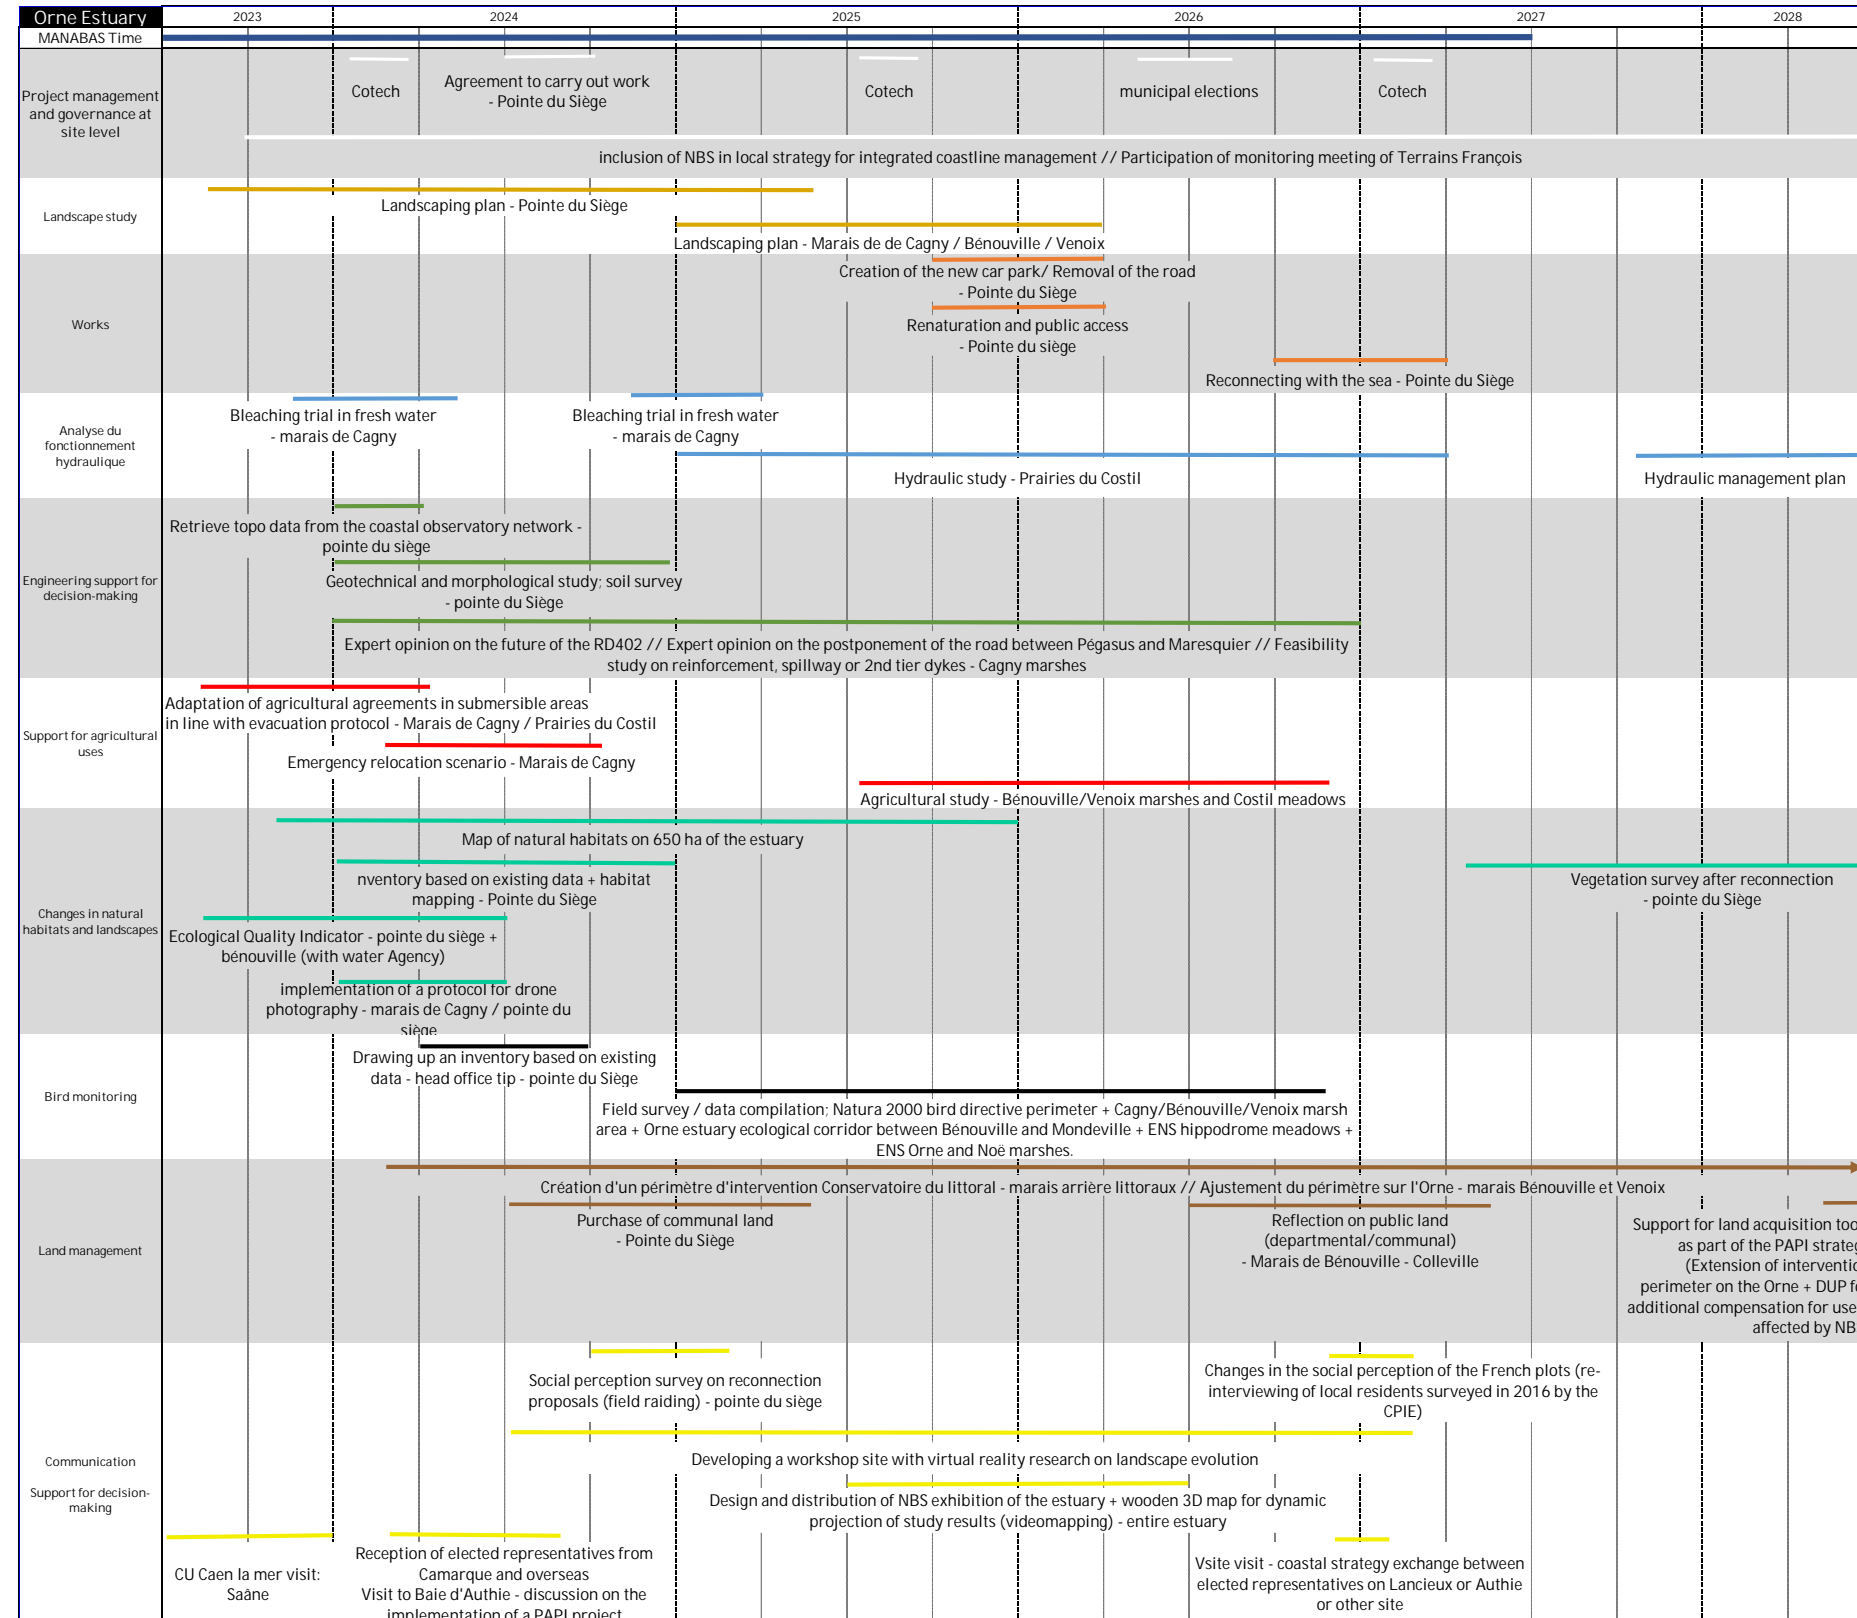 Orne Estuary
2023
2024
2025
2026
2027
2028
MANABAS Time
Project management
and governance at
site level
Cotech
Agreement to carry out work
- Pointe du Siège
Cotech
municipal elections
Cotech
inclusion of NBS in local strategy for integrated coastline management // Participation of monitoring meeting of Terrains François
Landscape study
Landscaping plan - Pointe du Siège
Landscaping plan - Marais de de Cagny / Bénouville / Venoix
Works
Creation of the new car park/ Removal of the road
- Pointe du Siège
Renaturation and public access
- Pointe du siège
Reconnecting with the sea - Pointe du Siège
Analyse du
fonctionnement
hydraulique
Bleaching trial in fresh water
- marais de Cagny
Bleaching trial in fresh water
- marais de Cagny
Hydraulic study - Prairies du Costil
Hydraulic management plan
Engineering support for
decision-making
Retrieve topo data from the coastal observatory network -
pointe du siège
Geotechnical and morphological study; soil survey
- pointe du Siège
Expert opinion on the future of the RD402 // Expert opinion on the postponement of the road between Pégasus and Maresquier // Feasibility
study on reinforcement, spillway or 2nd tier dykes - Cagny marshes
Support for agricultural
uses
Adaptation of agricultural agreements in submersible areas
in line with evacuation protocol - Marais de Cagny / Prairies du Costil
Emergency relocation scenario - Marais de Cagny
Agricultural study - Bénouville/Venoix marshes and Costil meadows
Changes in natural
habitats and landscapes
Map of natural habitats on 650 ha of the estuary
nventory based on existing data + habitat
mapping - Pointe du Siège
Vegetation survey after reconnection
- pointe du Siège
Ecological Quality Indicator - pointe du siège +
bénouville (with water Agency)
implementation of a protocol for drone
photography - marais de Cagny / pointe du
siège
Bird monitoring
Drawing up an inventory based on existing
data - head office tip - pointe du Siège
Field survey / data compilation; Natura 2000 bird directive perimeter + Cagny/Bénouville/Venoix marsh
area + Orne estuary ecological corridor between Bénouville and Mondeville + ENS hippodrome meadows +
ENS Orne and Noë marshes.
Land management
Création d'un périmètre d'intervention Conservatoire du littoral - marais arrière littoraux // Ajustement du périmètre sur l'Orne - marais Bénouville et Venoix
Purchase of communal land
- Pointe du Siège
Reflection on public land
(departmental/communal)
- Marais de Bénouville - Colleville
Support for land acquisition too
as part of the PAPI strateg
(Extension of interventio
perimeter on the Orne + DUP fo
additional compensation for use
affected by NB
Communication
Support for decision-
making
Social perception survey on reconnection
proposals (field raiding) - pointe du siège
Changes in the social perception of the French plots (re-
interviewing of local residents surveyed in 2016 by the
CPIE)
Developing a workshop site with virtual reality research on landscape evolution
Design and distribution of NBS exhibition of the estuary + wooden 3D map for dynamic
projection of study results (videomapping) - entire estuary
CU Caen la mer visit:
Saâne
Reception of elected representatives from
Camarque and overseas
Visit to Baie d'Authie - discussion on the
implementation of a PAPI project
Vsite visit - coastal strategy exchange between
elected representatives on Lancieux or Authie
or other site